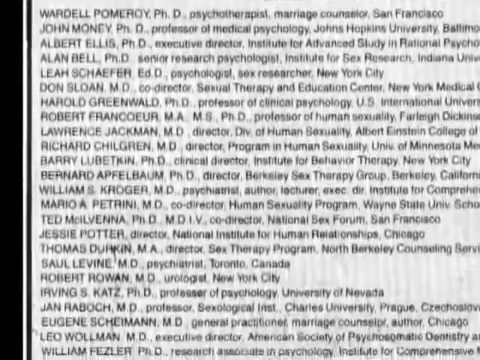 WARDELL POMEROY, Ph. D., psychotherapist, marriage counselor, San Francisco
JOHN MONEY, Ph. D., professor of medical psychology, Johns Hopkins University, Baltimo
ALBERT ELLIS, Ph. D., executive director, Institute for Advanced Study in Rational Psycho
ALAN BELL, Ph.D. senior research psychologist, Institute for Sex Research, Indiana Unive
LEAH SCHAEFER, Ed.D., psychologist, sex researcher, New York City
DON SLOAN, M.D., co-director, Sexual Therapy and Education Center, New York Medical C
HAROLD GREENWALD, Ph.D., professor of clinical psychology, U.S. International Univers
ROBERT FRANCOEUR, M.A., M.S., Ph.D., professor of human sexuality, Farleigh Dickins
LAWRENCE JACKMAN, M.D., director, Div. of Human Sexuality, Albert Einstein College of
RICHARD CHILGREN, M.D., director, Program in Human Sexuality, Univ. of Minnesota Me
BARRY LUBETKIN, Ph.D., clinical director, Institute for Behavior Therapy, New York City
BERNARD APFELBAUM, Ph.D., director, Berkeley Sex Therapy Group, Berkeley, Californi
WILLIAM S. KROGER, M.D., psychiatrist, author, lecturer, exec. dir. Institute for Comprehe
MARIO A. PETRINI, M.D., co-director, Human Sexuality Program, Wayne State Univ. Scho
TED McILVENNA, Ph.D., M.D.I.V., co-director, National Sex Forum, San Francisco
JESSIE POTTER, director, National Institute for Human Relationships, Chicago
THOMAS DURKIN, M.A., director, Sex Therapy Program, North Berkeley Counseling Servi
SAUL LEVINE, M.D., psychiatrist, Toronto, Canada
ROBERT ROWAN, M.D., urologist, New York City
IRVING S. KATZ, Ph.D., professor of psychology, University of Nevada
JAN RABOCH, M.D., professor, Sexological Inst., Charles University, Prague, Czechoslov
EUGENE SCHEIMANN, M.D., general practitioner, marriage counselor, author, Chicago
LEO WOLLMAN, M.D., executive director, American Society of Psychosomatic Dentistry a
WILLIAM FEZLER, Ph.D., research associate in psychology, Institute for Comprehensive M